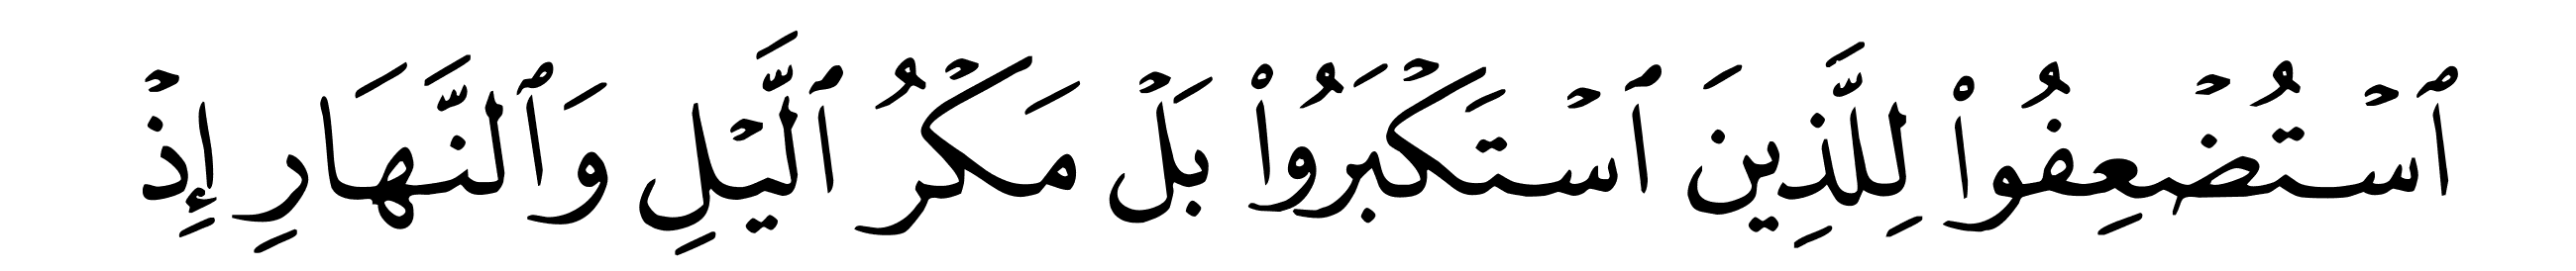 ٱسۡتُضۡعِفُواْ لِلَّذِينَ ٱسۡتَكۡبَرُواْ بَلۡ مَكۡرُ ٱلَّيۡلِ وَٱلنَّهَارِ إِذۡ